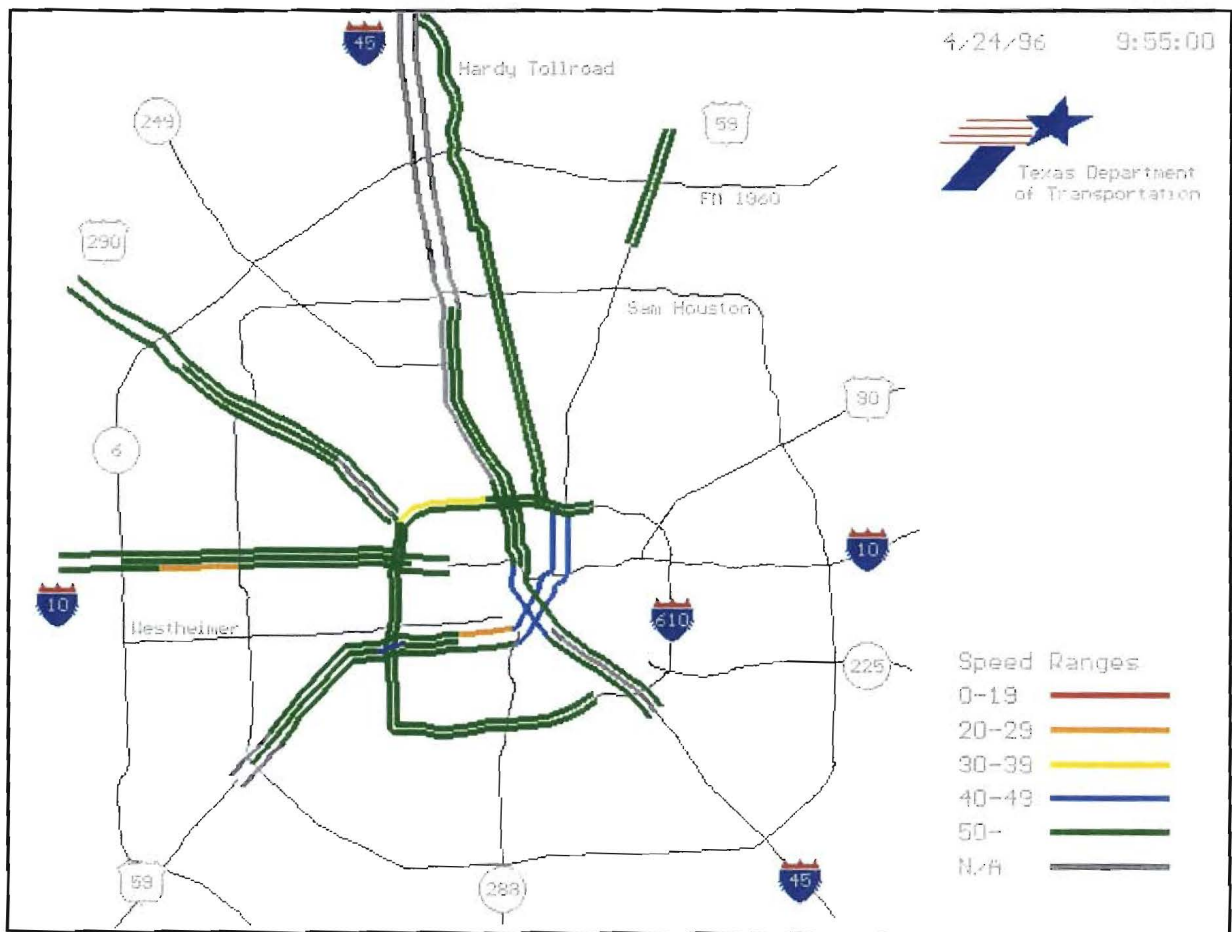 4/24/96 9:55:00
45
Hardy Tollroad
249
59
Texas Department
of Transportation
FM 1960
290
Sam Houston
90
6
10
10
Westheimer
610
225
Speed Ranges
0-19
20-29
30-39
40-49
50-
N/A
59
288
45